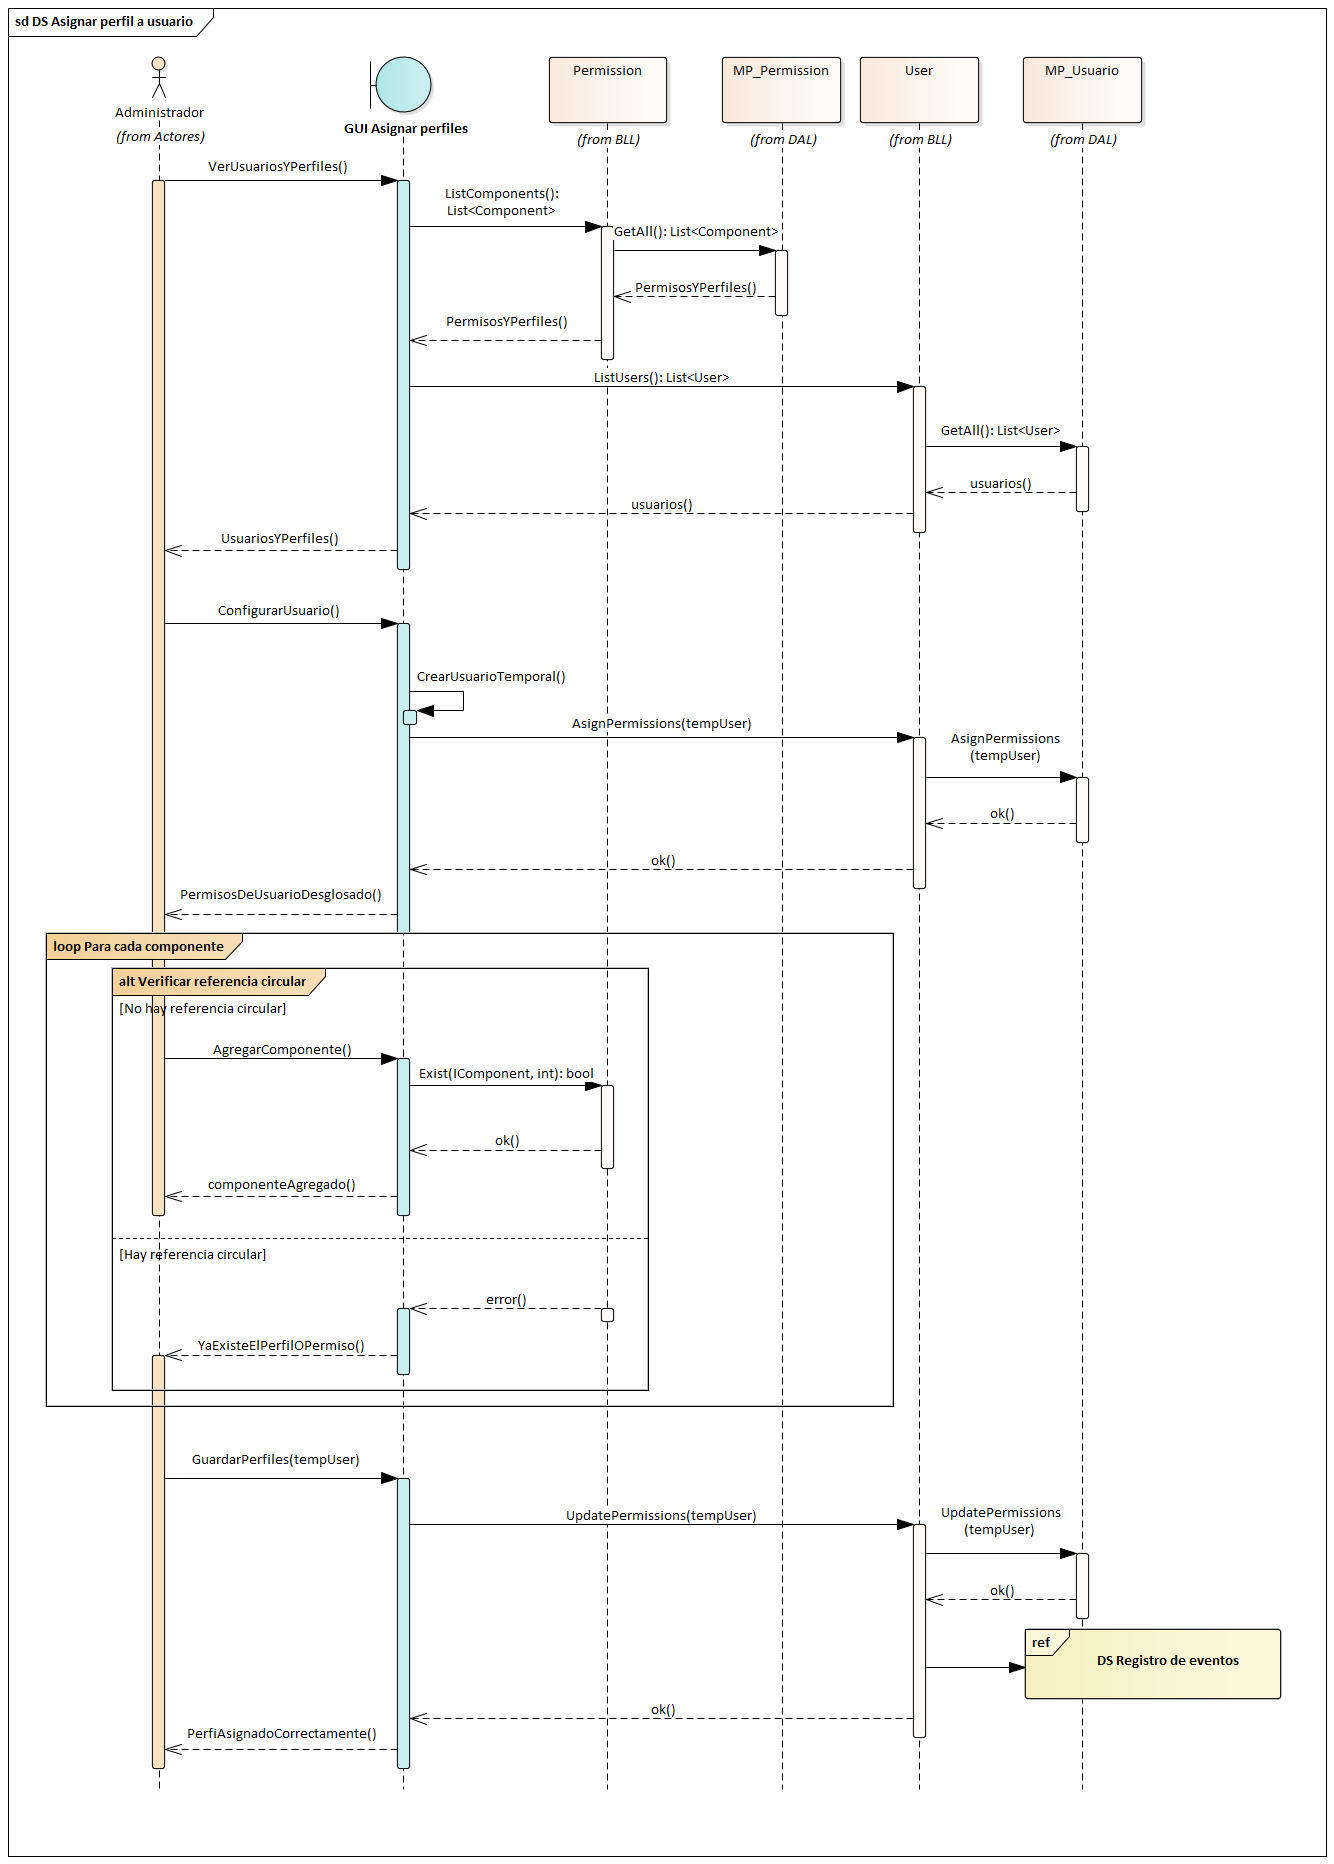 sd DS Asignar perfil a usuario
Administrador
(from Actores)
GUI Asignar perfiles
Permission
(from BLL)
MP_Permission
(from DAL)
User
(from BLL)
MP_Usuario
(from DAL)
VerUsuariosYPerfiles()
ListComponents():
List<Component>
GetAll(): List<Component>
PermisosYPerfiles()
PermisosYPerfiles()
ListUsers(): List<User>
GetAll(): List<User>
usuarios()
usuarios()
UsuariosYPerfiles()
ConfigurarUsuario()
CrearUsuarioTemporal()
AsignPermissions(tempUser)
AsignPermissions
(tempUser)
ok()
ok()
PermisosDeUsuarioDesglosado()
loop Para cada componente
alt Verificar referencia circular
[No hay referencia circular]
AgregarComponente()
Exist(IComponent, int): bool
ok()
componenteAgregado()
[Hay referencia circular]
error()
YaExisteElPerfilOPermiso()
GuardarPerfiles(tempUser)
UpdatePermissions(tempUser)
UpdatePermissions
(tempUser)
ok()
ref
DS Registro de eventos
ok()
PerfiAsignadoCorrectamente()